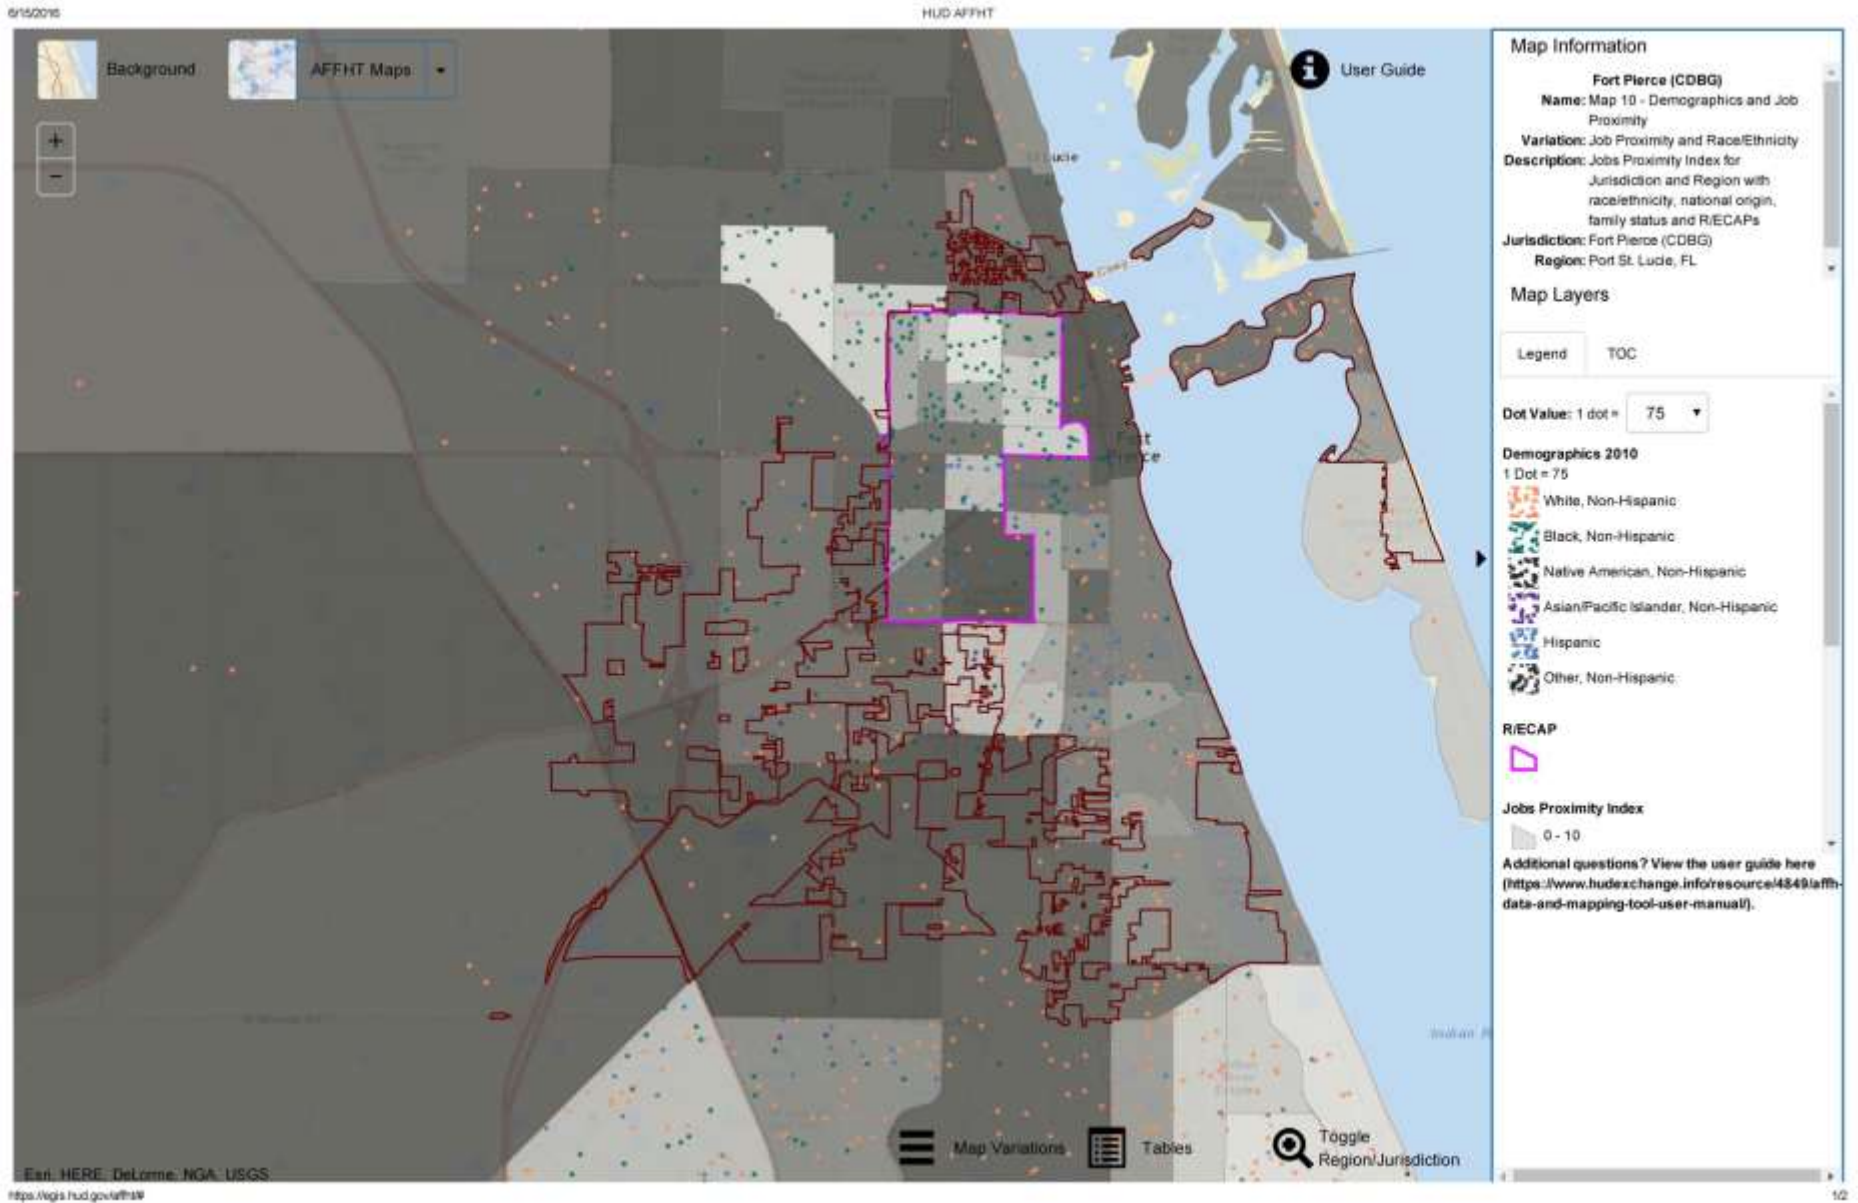 6/15/2016
HUD AFFHT
Background
AFFHT Maps
User Guide
+
−
Lucie
Fort
Pierce
Map Information
Fort Pierce (CDBG)
Name: Map 10 - Demographics and Job
Proximity
Variation: Job Proximity and Race/Ethnicity
Description: Jobs Proximity Index for
Jurisdiction and Region with
race/ethnicity, national origin,
family status and R/ECAPs
Jurisdiction: Fort Pierce (CDBG)
Region: Port St. Lucie, FL
Map Layers
Legend
TOC
Dot Value: 1 dot = 75
Demographics 2010
1 Dot = 75
White, Non-Hispanic
Black, Non-Hispanic
Native American, Non-Hispanic
Asian/Pacific Islander, Non-Hispanic
Hispanic
Other, Non-Hispanic
R/ECAP
Jobs Proximity Index
0 - 10
Additional questions? View the user guide here
(https://www.hudexchange.info/resource/4849/affh-
data-and-mapping-tool-user-manual/).
Indian
Map Variations
Tables
Toggle
Region/Jurisdiction
Esri, HERE, DeLorme, NGA, USGS
https://egis.hud.gov/affht/#
1/2